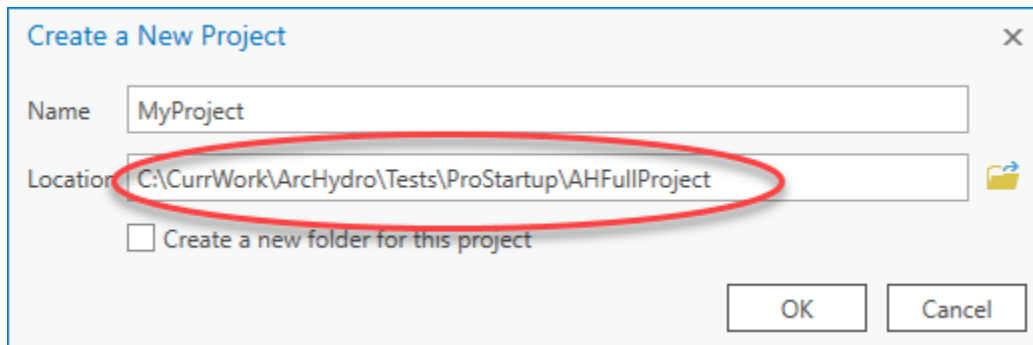 Create a New Project
Name MyProject
Location C:\CurrWork\ArcHydro\Tests\ProStartup\AHFullProject
Create a new folder for this project
OK Cancel